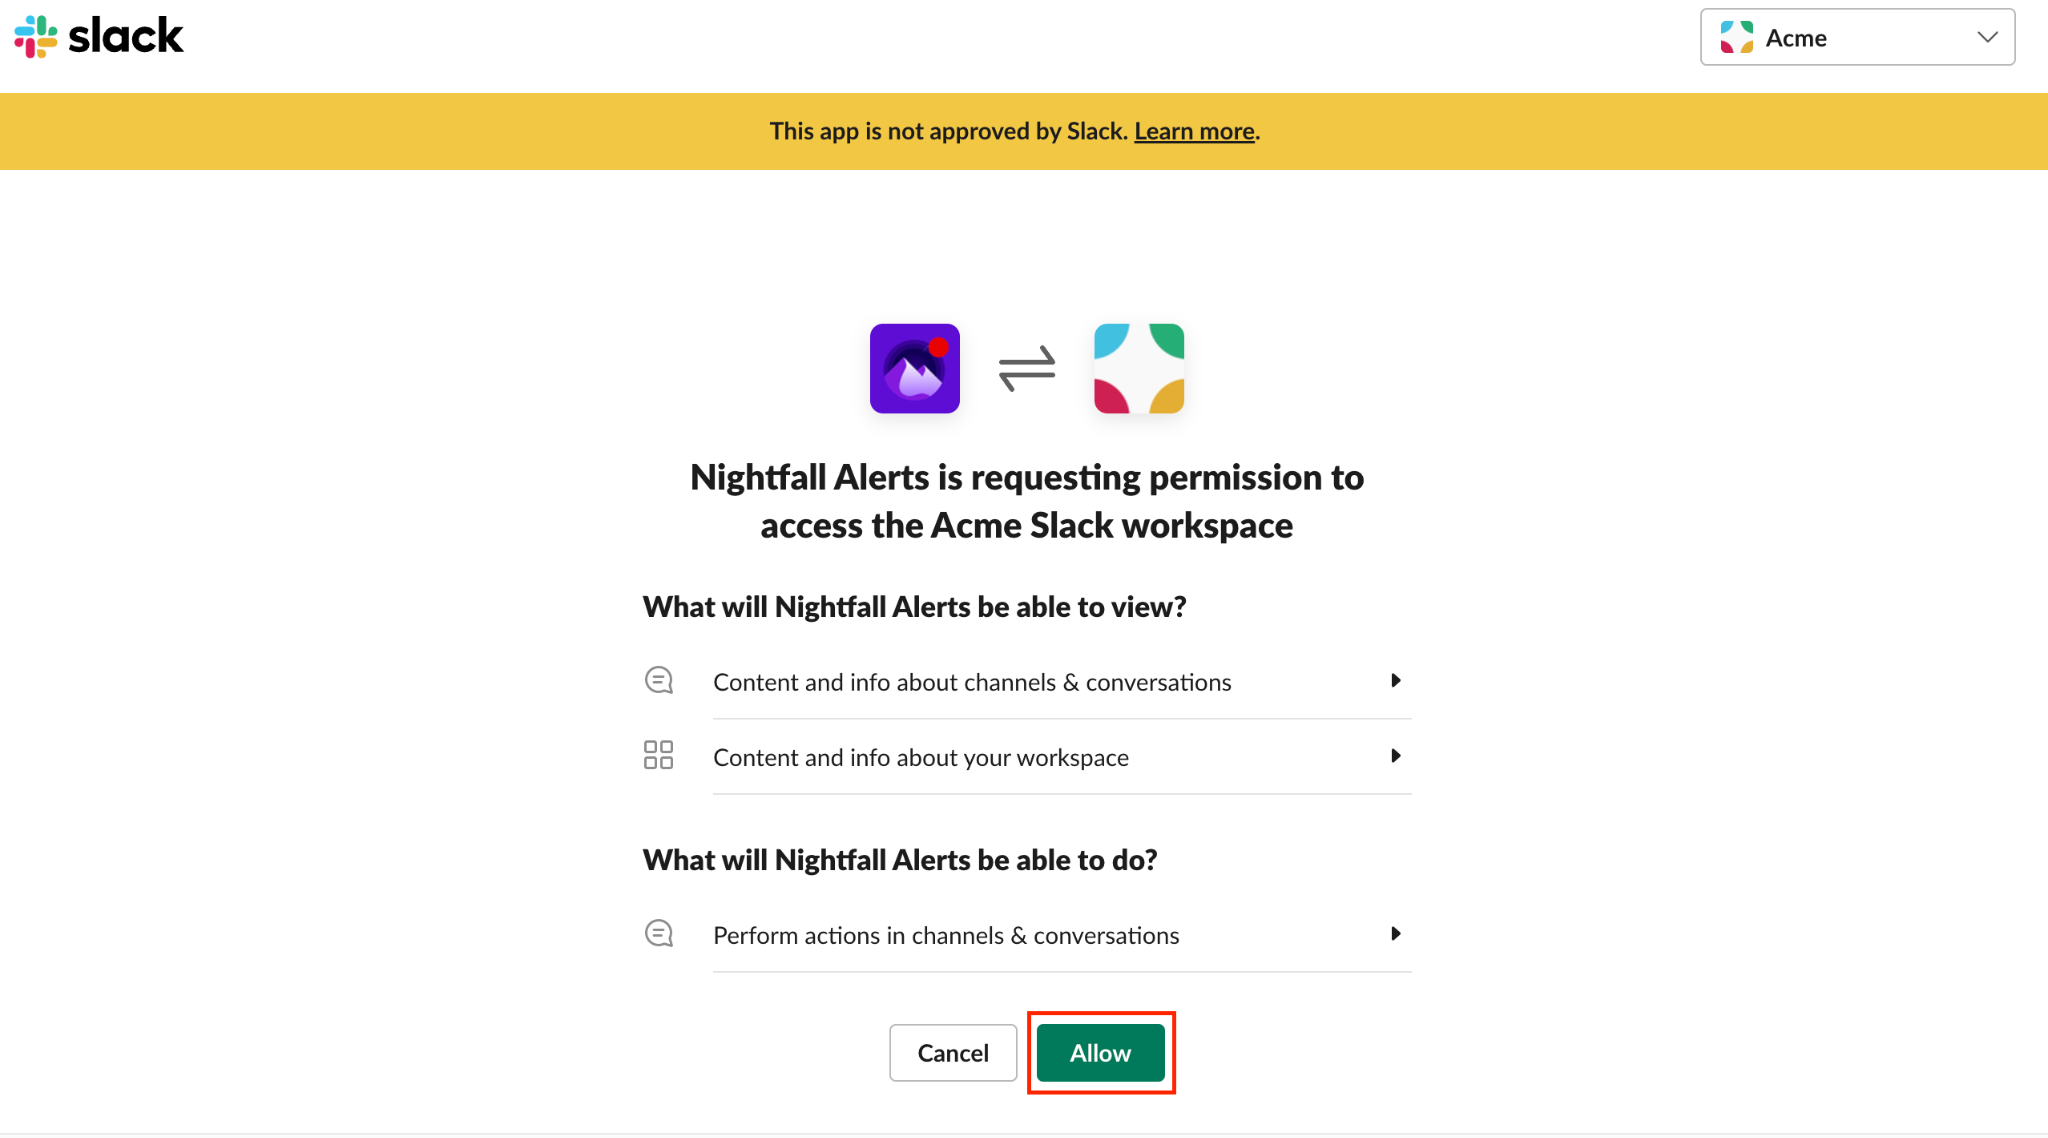 slack
Acme
This app is not approved by Slack. Learn more.
Nightfall Alerts is requesting permission to
access the Acme Slack workspace
What will Nightfall Alerts be able to view?
Content and info about channels & conversations
Content and info about your workspace
What will Nightfall Alerts be able to do?
Perform actions in channels & conversations
Cancel
Allow